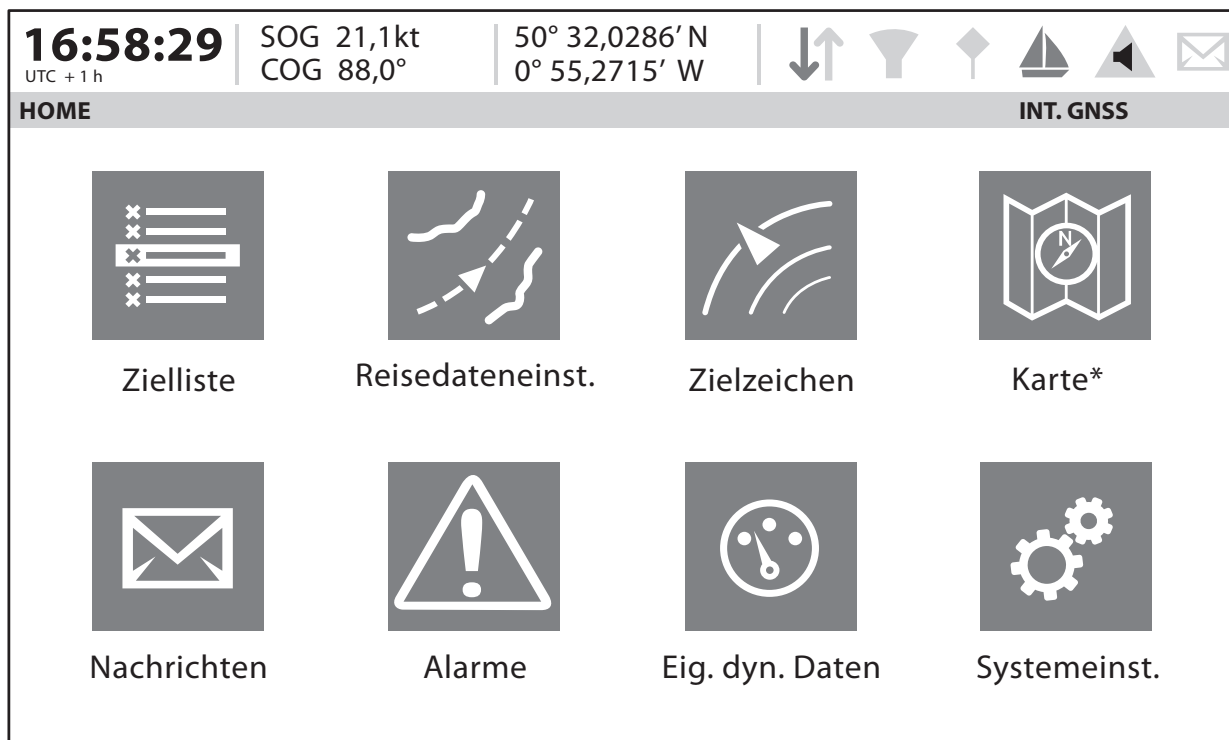 16:58:29
UTC + 1 h
SOG 21,1kt
COG 88,0°
50° 32,0286′ N
0° 55,2715′ W
HOME
INT. GNSS
N
Zielliste
Reisedateneinst.
Zielzeichen
Karte*
Nachrichten
Alarme
Eig. dyn. Daten
Systemeinst.